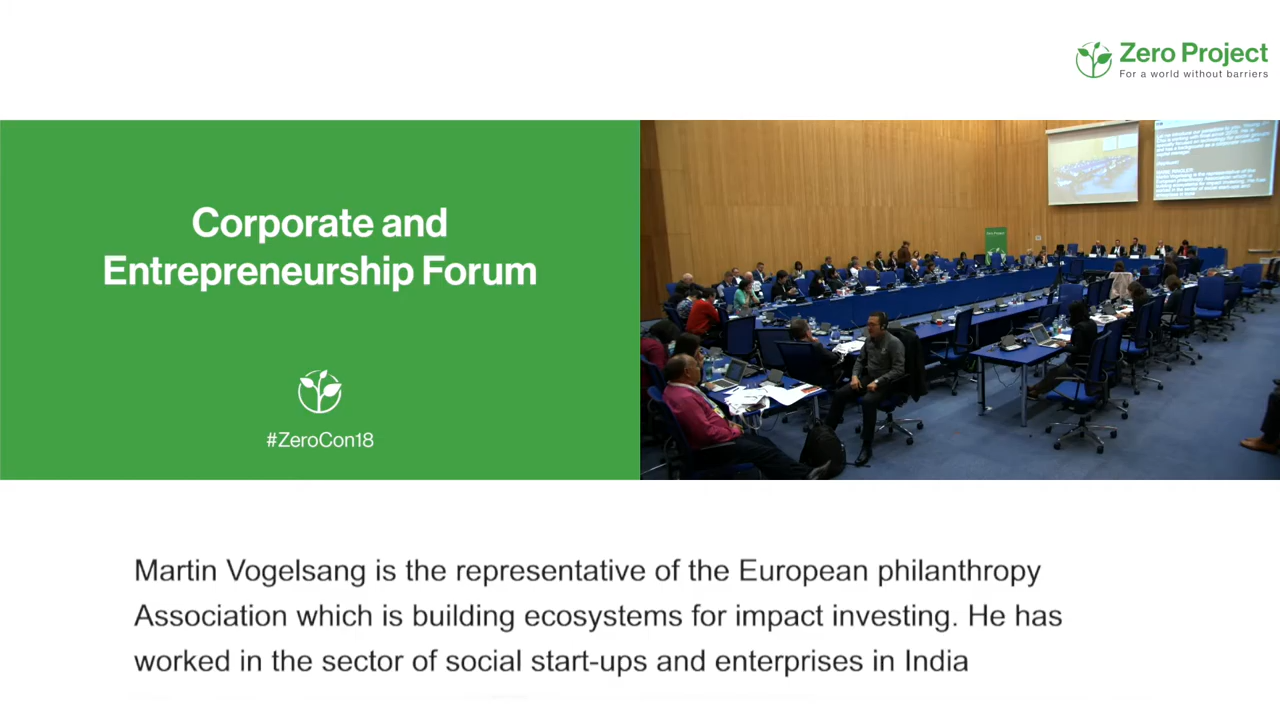 Zero Project
For a world without barriers
Corporate and
Entrepreneurship Forum
#ZeroCon18
Zero Project
Martin Vogelsang is the representative of the European philanthropy
Association which is building ecosystems for impact investing. He has
worked in the sector of social start-ups and enterprises in India